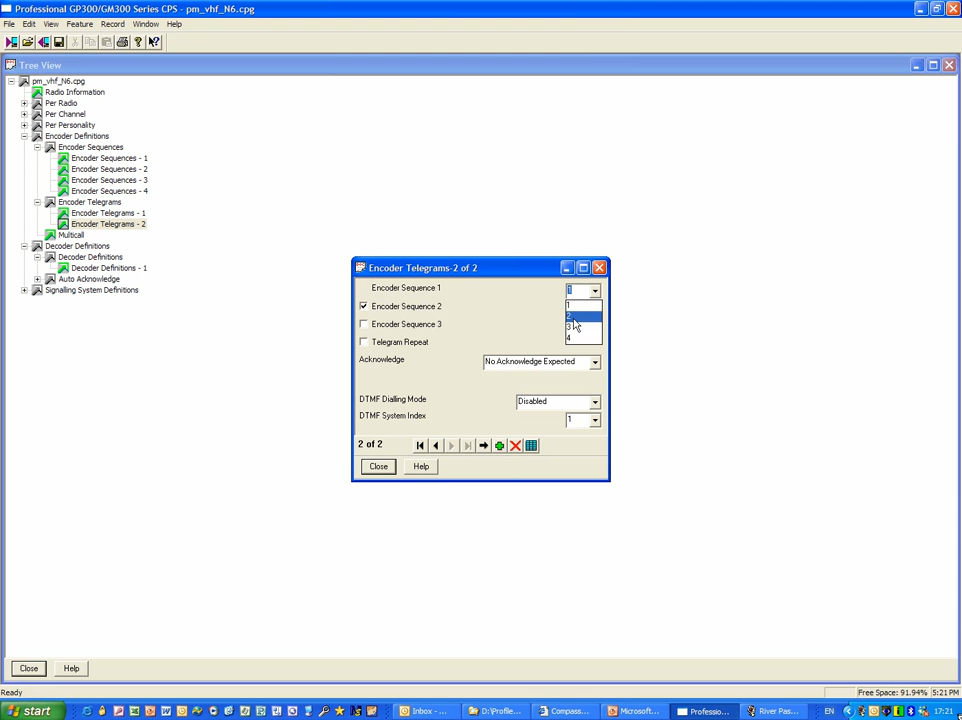 Professional GP300/GM300 Series CPS - pm_vhf_N6.cpg
File Edit View Feature Record Window Help
Tree View
pm_vhf_N6.cpg
Radio Information
Per Radio
Per Channel
Per Personality
Encoder Definitions
Encoder Sequences
Encoder Sequences - 1
Encoder Sequences - 2
Encoder Sequences - 3
Encoder Sequences - 4
Encoder Telegrams
Encoder Telegrams - 1
Encoder Telegrams - 2
Multicall
Decoder Definitions
Decoder Definitions
Decoder Definitions - 1
Auto Acknowledge
Signalling System Definitions
Encoder Telegrams-2 of 2
Encoder Sequence 1 1
1
Encoder Sequence 2 2
Encoder Sequence 3 3
4
Telegram Repeat
Acknowledge No Acknowledge Expected
DTMF Dialling Mode Disabled
DTMF System Index 1
2 of 2
Close Help
Close Help
Ready Free Space: 91.94% 5:21 PM
start Inbox - ... D:\Profile... Compass... Microsoft... Professio... River Pas... EN 17:21